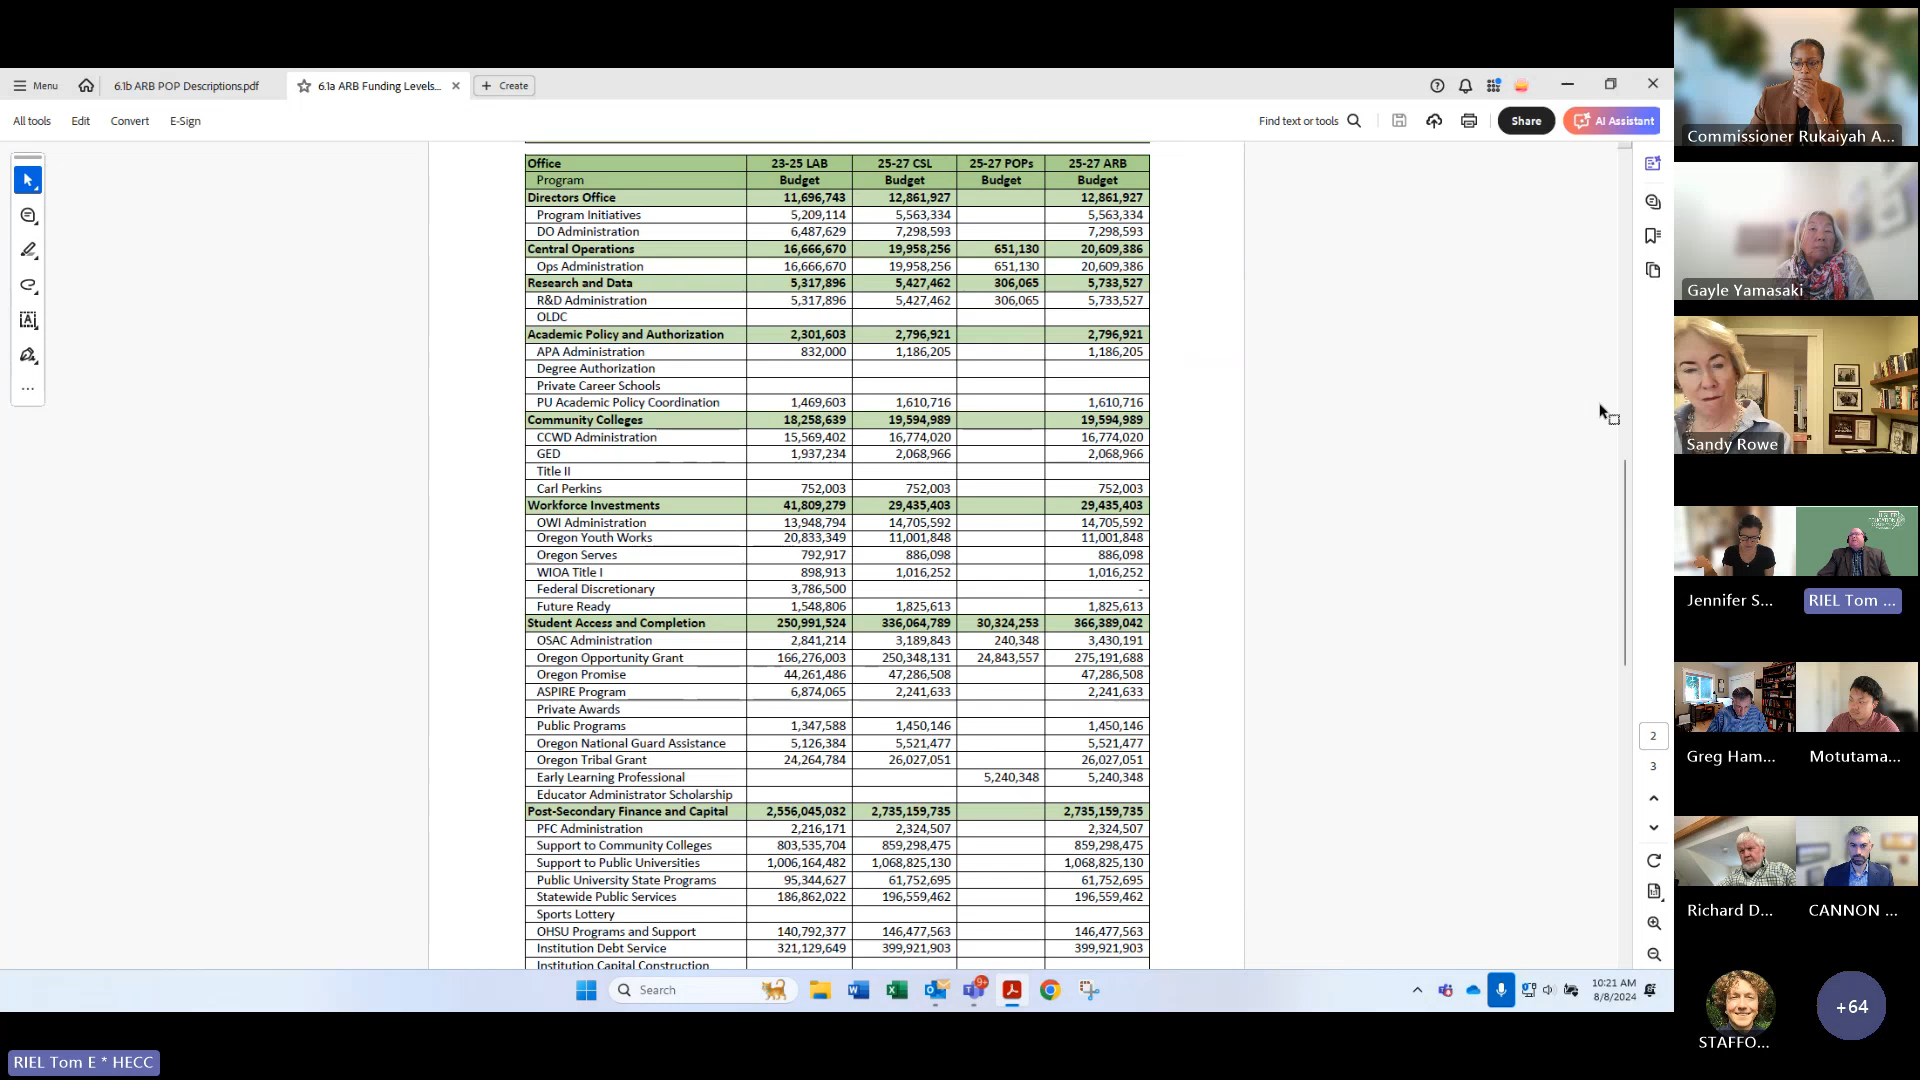 Menu
6.1b ARB POP Descriptions.pdf
6.1a ARB Funding Levels...
Create
All tools
Edit
Convert
E-Sign
Find text or tools
Share
AI Assistant
Office 23-25 LAB 25-27 CSL 25-27 POPs 25-27 ARB
Program Budget Budget Budget Budget
Directors Office 11,696,743 12,861,927 12,861,927
Program Initiatives 5,209,114 5,563,334 5,563,334
DO Administration 6,487,629 7,298,593 7,298,593
Central Operations 16,666,670 19,958,256 651,130 20,609,386
Ops Administration 16,666,670 19,958,256 651,130 20,609,386
Research and Data 5,317,896 5,427,462 306,065 5,733,527
R&D Administration 5,317,896 5,427,462 306,065 5,733,527
OLDC
Academic Policy and Authorization 2,301,603 2,796,921 2,796,921
APA Administration 832,000 1,186,205 1,186,205
Degree Authorization
Private Career Schools
PU Academic Policy Coordination 1,469,603 1,610,716 1,610,716
Community Colleges 18,258,639 19,594,989 19,594,989
CCWD Administration 15,569,402 16,774,020 16,774,020
GED 1,937,234 2,068,966 2,068,966
Title II
Carl Perkins 752,003 752,003 752,003
Workforce Investments 41,809,279 29,435,403 29,435,403
OWI Administration 13,948,794 14,705,592 14,705,592
Oregon Youth Works 20,833,349 11,001,848 11,001,848
Oregon Serves 792,917 886,098 886,098
WIOA Title I 898,913 1,016,252 1,016,252
Federal Discretionary 3,786,500 -
Future Ready 1,548,806 1,825,613 1,825,613
Student Access and Completion 250,991,524 336,064,789 30,324,253 366,389,042
OSAC Administration 2,841,214 3,189,843 240,348 3,430,191
Oregon Opportunity Grant 166,276,003 250,348,131 24,843,557 275,191,688
Oregon Promise 44,261,486 47,286,508 47,286,508
ASPIRE Program 6,874,065 2,241,633 2,241,633
Private Awards
Public Programs 1,347,588 1,450,146 1,450,146
Oregon National Guard Assistance 5,126,384 5,521,477 5,521,477
Oregon Tribal Grant 24,264,784 26,027,051 26,027,051
Early Learning Professional 5,240,348 5,240,348
Educator Administrator Scholarship
Post-Secondary Finance and Capital 2,556,045,032 2,735,159,735 2,735,159,735
PFC Administration 2,216,171 2,324,507 2,324,507
Support to Community Colleges 803,535,704 859,298,475 859,298,475
Support to Public Universities 1,006,164,482 1,068,825,130 1,068,825,130
Public University State Programs 95,344,627 61,752,695 61,752,695
Statewide Public Services 186,862,022 196,559,462 196,559,462
Sports Lottery
OHSU Programs and Support 140,792,377 146,477,563 146,477,563
Institution Debt Service 321,129,649 399,921,903 399,921,903
Institution Capital Construction
2
3
Search
9+
10:21 AM
8/8/2024
RIEL Tom E * HECC
Commissioner Rukaiyah A...
Gayle Yamasaki
Sandy Rowe
Jennifer S...
RIEL Tom ...
Greg Ham...
Motutama...
Richard D...
CANNON ...
STAFFO...
+64